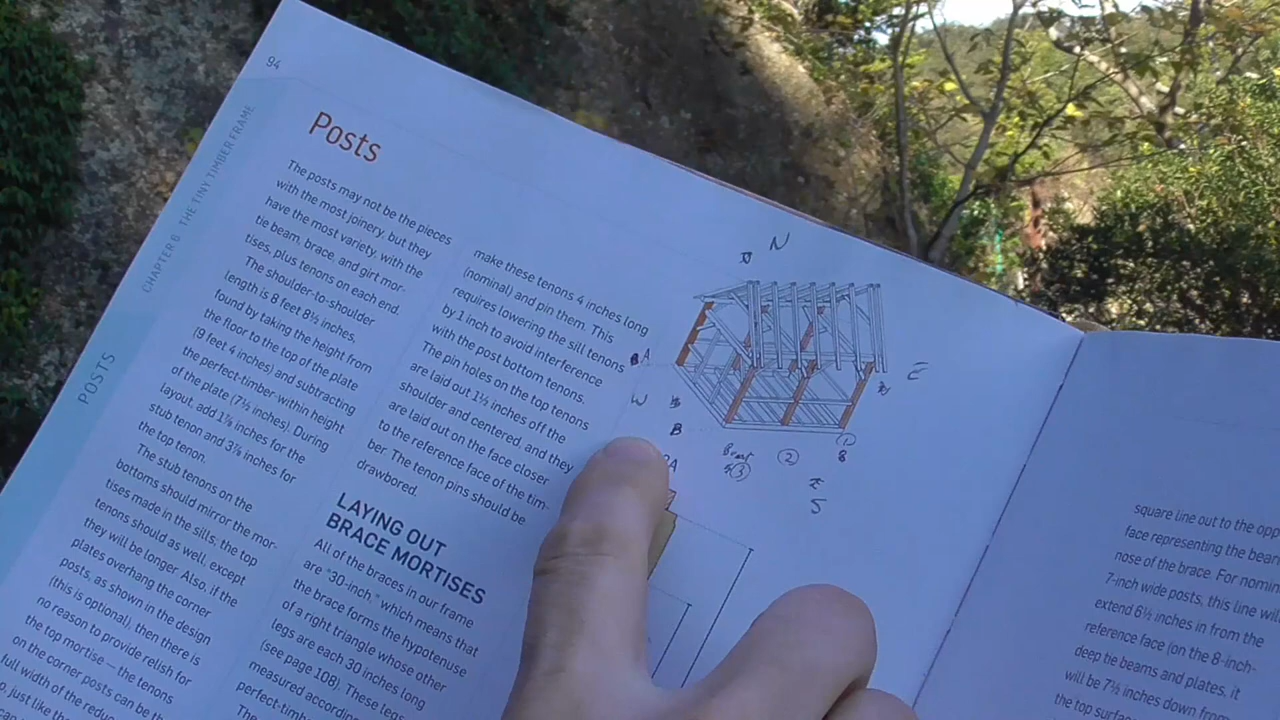 94
CHAPTER 6 THE TINY TIMBER FRAME
POSTS
Posts
The posts may not be the pieces
with the most joinery, but they
have the most variety, with the
tie beam, brace, and girt mor-
tises, plus tenons on each end.
The shoulder-to-shoulder
length is 8 feet 8½ inches,
found by taking the height from
the floor to the top of the plate
(9 feet 4 inches) and subtracting
the perfect-timber-within height
of the plate (7½ inches). During
layout, add 1⅞ inches for the
stub tenon and 3⅞ inches for
the top tenon.
The stub tenons on the
bottoms should mirror the mor-
tises made in the sills, the top
tenons should as well, except
they will be longer. Also, if the
plates overhang the corner
posts, as shown in the design
(this is optional), then there is
no reason to provide relish for
the top mortise — the tenons
on the corner posts can be th
full width of the redu
just like the
make these tenons 4 inches long
(nominal) and pin them. This
requires lowering the sill tenons
by 1 inch to avoid interference
with the post bottom tenons.
The pin holes on the top tenons
are laid out 1½ inches off the
shoulder and centered, and they
are laid out on the face closer
to the reference face of the tim-
ber. The tenon pins should be
drawbored.
LAYING OUT
BRACE MORTISES
All of the braces in our frame
are "30-inch," which means that
the brace forms the hypotenuse
of a right triangle whose other
legs are each 30 inches long
(see page 108). These legs
measured according
perfect-timb
The
N
A
W
B
E
1
8
2
3
S
A
square line out to the opp
face representing the beari
nose of the brace. For nomin
7-inch wide posts, this line wil
extend 6½ inches in from the
reference face (on the 8-inch-
deep tie beams and plates, it
will be 7½ inches down from
the top surfac